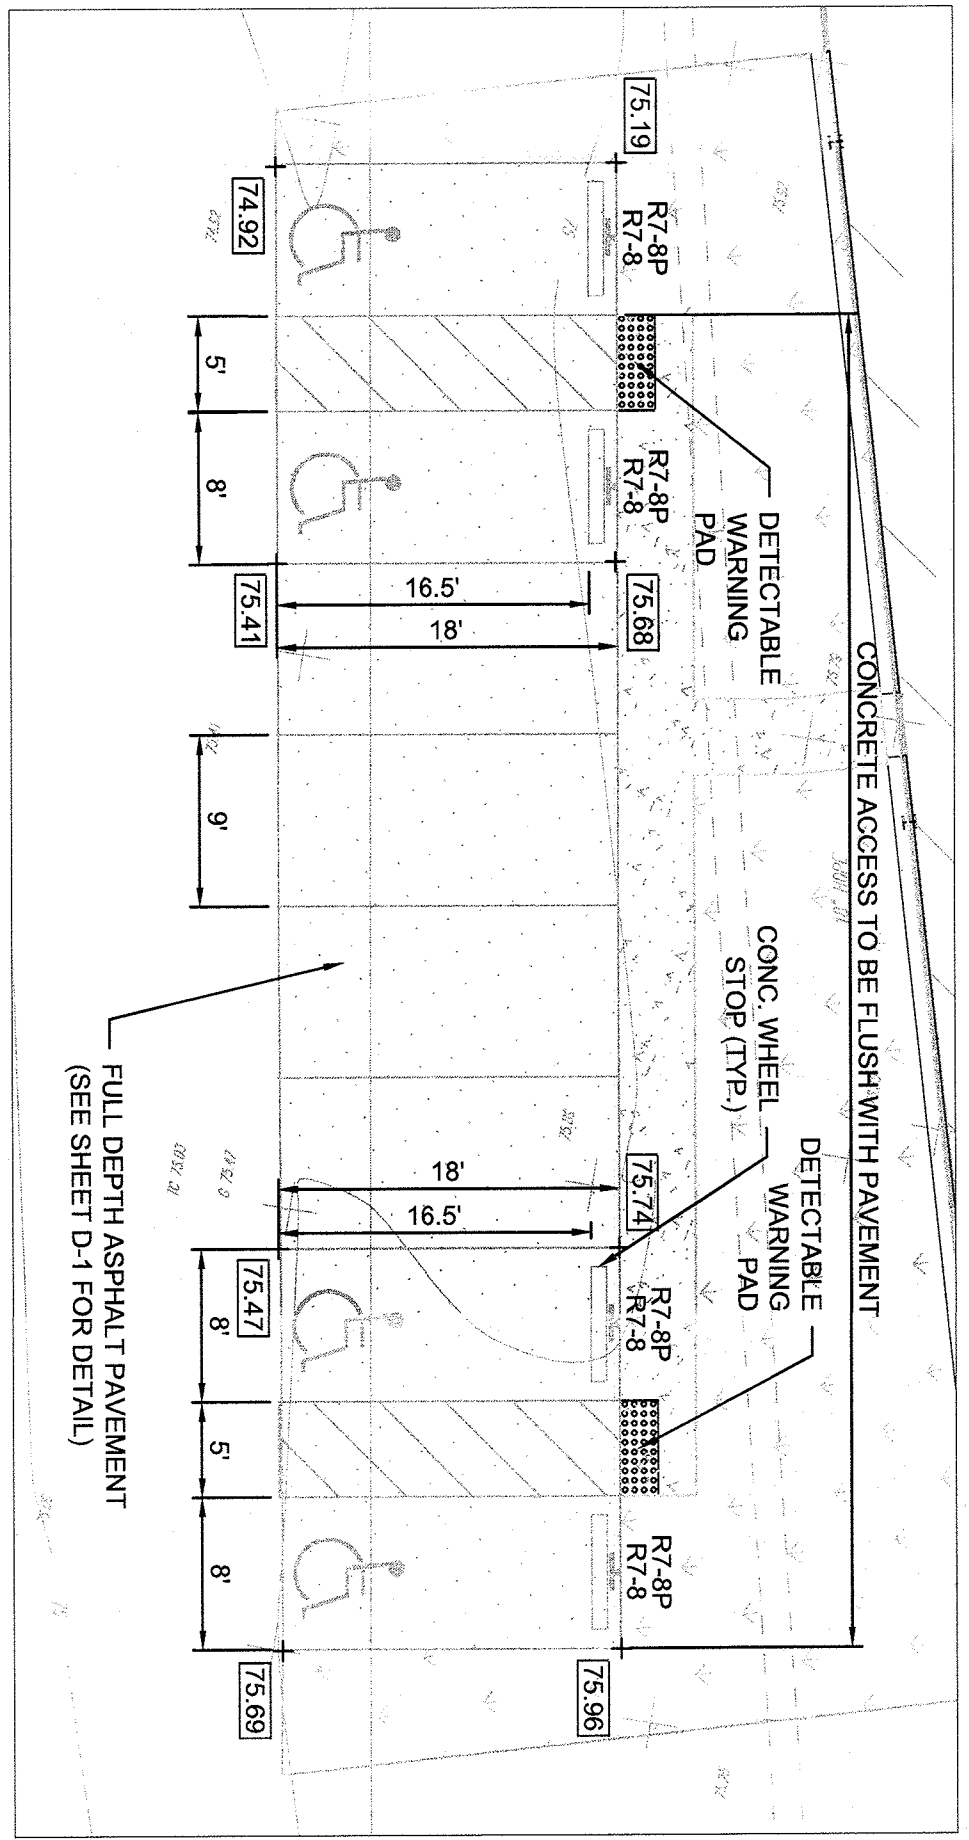 CONCRETE ACCESS TO BE FLUSH WITH PAVEMENT
DETECTABLE
WARNING
PAD
CONC. WHEEL
STOP (TYP.)
DETECTABLE
WARNING
PAD
75.19
R7-8P
R7-8
R7-8P
R7-8
75.68
75.74
R7-8P
R7-8
R7-8P
R7-8
75.96
16.5'
18'
18'
16.5'
74.92
75.41
75.47
75.69
5'
8'
9'
8'
5'
8'
FULL DEPTH ASPHALT PAVEMENT
(SEE SHEET D-1 FOR DETAIL)